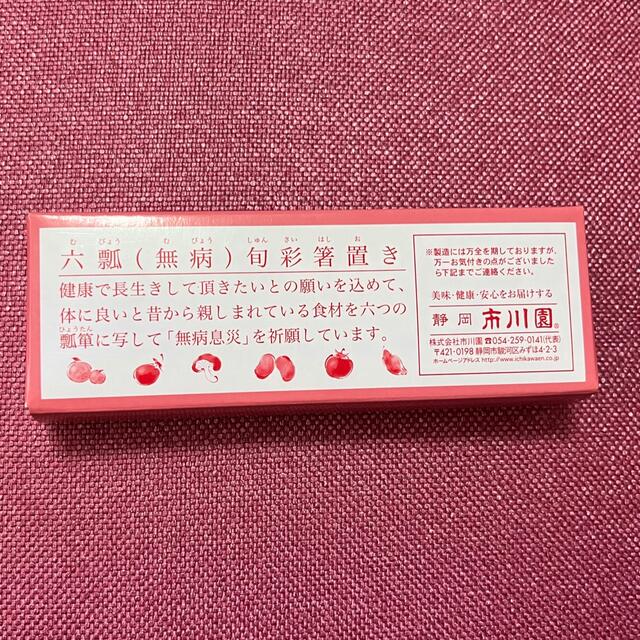 む びょう む びょう しゅん さい はし お
六瓢(無病)旬彩箸置き
健康で長生きして頂きたいとの願いを込めて、
体に良いと昔から親しまれている食材を六つの
ひょうたん
瓢箪に写して「無病息災」を祈願しています。
※製造には万全を期しておりますが、
万一お気付きの点がございました
ら下記までご連絡ください。
美味・健康・安心をお届けする
静岡 市川園®
株式会社市川園 ☎054-259-0141(代表)
〒421-0198 静岡市駿河区みずほ4-2-3
ホームページアドレス http://www.ichikawaen.co.jp